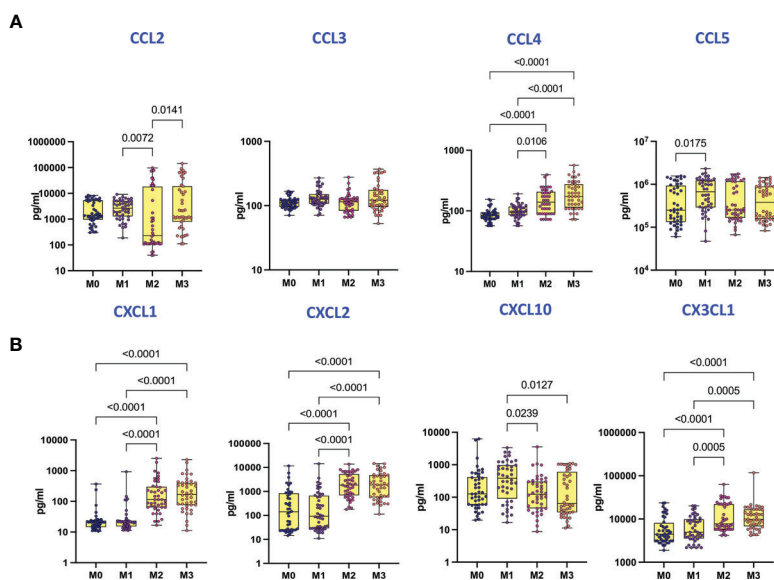 A
CCL2
CCL3
CCL4
CCL5
<0.0001
<0.0001
0.0141
0.0072
<0.0001
0.0106
0.0175
1000000
100000
10000
1000
100
10
pg/ml
M0 M1 M2 M3
1000
100
10
pg/ml
M0 M1 M2 M3
1000
100
10
pg/ml
M0 M1 M2 M3
10⁷
10⁶
10⁵
10⁴
pg/ml
M0 M1 M2 M3
B
CXCL1
CXCL2
CXCL10
CX3CL1
<0.0001
<0.0001
<0.0001
<0.0001
10000
1000
100
10
1
pg/ml
M0 M1 M2 M3
<0.0001
<0.0001
<0.0001
<0.0001
1000000
100000
10000
1000
100
10
1
pg/ml
M0 M1 M2 M3
0.0127
0.0239
10000
1000
100
10
1
pg/ml
M0 M1 M2 M3
<0.0001
0.0005
<0.0001
0.0005
1000000
100000
10000
1000
pg/ml
M0 M1 M2 M3